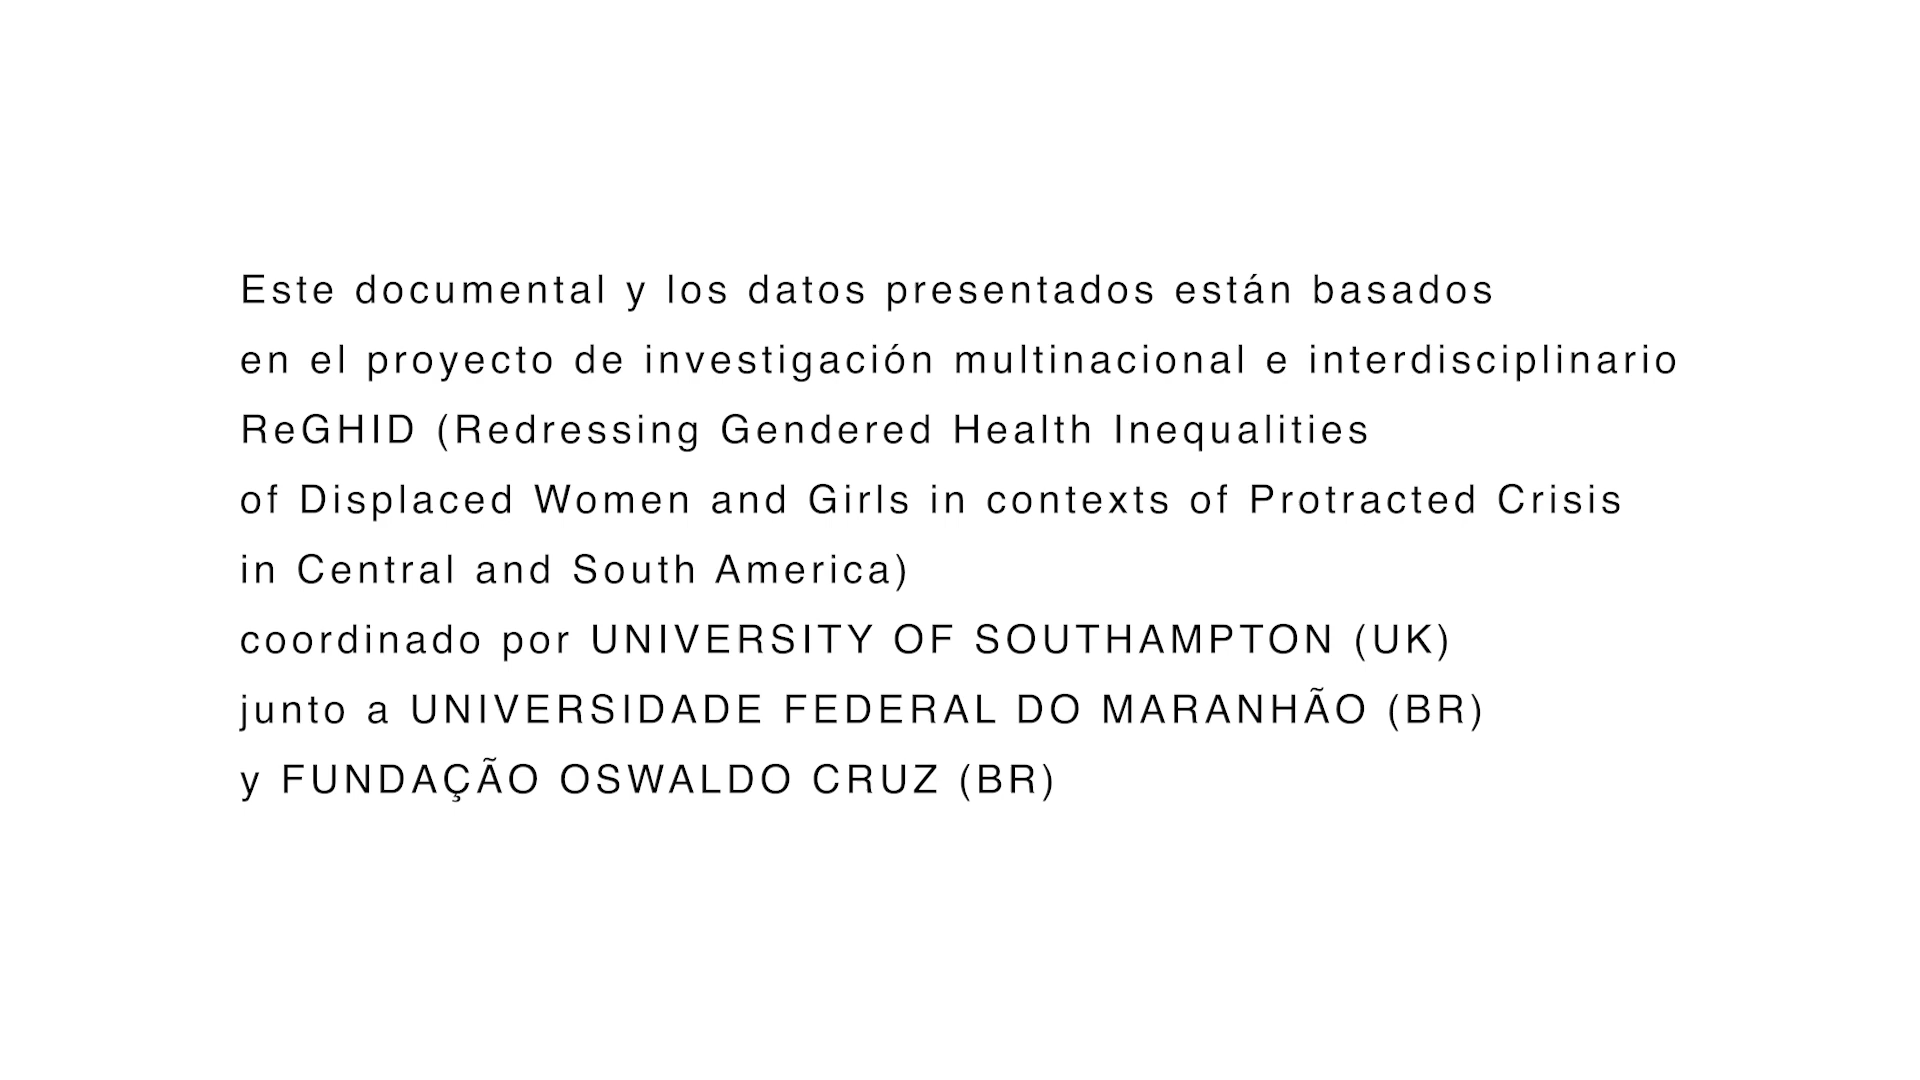 Este documental y los datos presentados están basados
en el proyecto de investigación multinacional e interdisciplinario
ReGHID (Redressing Gendered Health Inequalities
of Displaced Women and Girls in contexts of Protracted Crisis
in Central and South America)
coordinado por UNIVERSITY OF SOUTHAMPTON (UK)
junto a UNIVERSIDADE FEDERAL DO MARANHÃO (BR)
y FUNDAÇÃO OSWALDO CRUZ (BR)